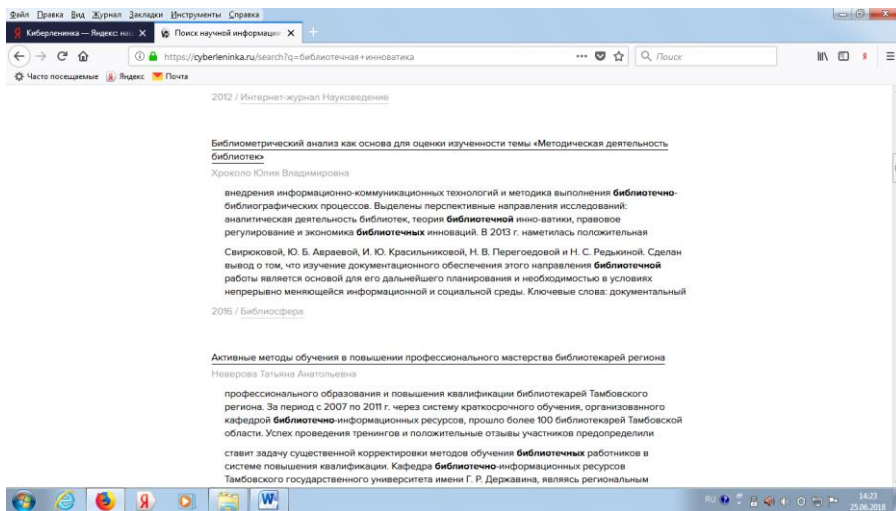 Файл Правка Вид Журнал Закладки Инструменты Справка
Киберленинка — Яндекс: наш
Поиск научной информации
https://cyberleninka.ru/search?q=библиотечная+инноватика
Поиск
Часто посещаемые Яндекс Почта
2012 / Интернет-журнал Науковедение
Библиометрический анализ как основа для оценки изученности темы «Методическая деятельность
библиотек»
Хроколо Юлия Владимировна
внедрения информационно-коммуникационных технологий и методика выполнения библиотечно-
библиографических процессов. Выделены перспективные направления исследований:
аналитическая деятельность библиотек, теория библиотечной инно-ватики, правовое
регулирование и экономика библиотечных инноваций. В 2013 г. наметилась положительная
Свирюковой, Ю. Б. Авраевой, И. Ю. Красильниковой, Н. В. Перегоедовой и Н. С. Редькиной. Сделан
вывод о том, что изучение документационного обеспечения этого направления библиотечной
работы является основой для его дальнейшего планирования и необходимостью в условиях
непрерывно меняющейся информационной и социальной среды. Ключевые слова: документальный
2016 / Библиосфера
Активные методы обучения в повышении профессионального мастерства библиотекарей региона
Неверова Татьяна Анатольевна
профессионального образования и повышения квалификации библиотекарей Тамбовского
региона. За период с 2007 по 2011 г. через систему краткосрочного обучения, организованного
кафедрой библиотечно-информационных ресурсов, прошло более 100 библиотекарей Тамбовской
области. Успех проведения тренингов и положительные отзывы участников предопределили
ставит задачу существенной корректировки методов обучения библиотечных работников в
системе повышения квалификации. Кафедра библиотечно-информационных ресурсов
Тамбовского государственного университета имени Г. Р. Державина, являясь региональным
RU
14:23
25.06.2018